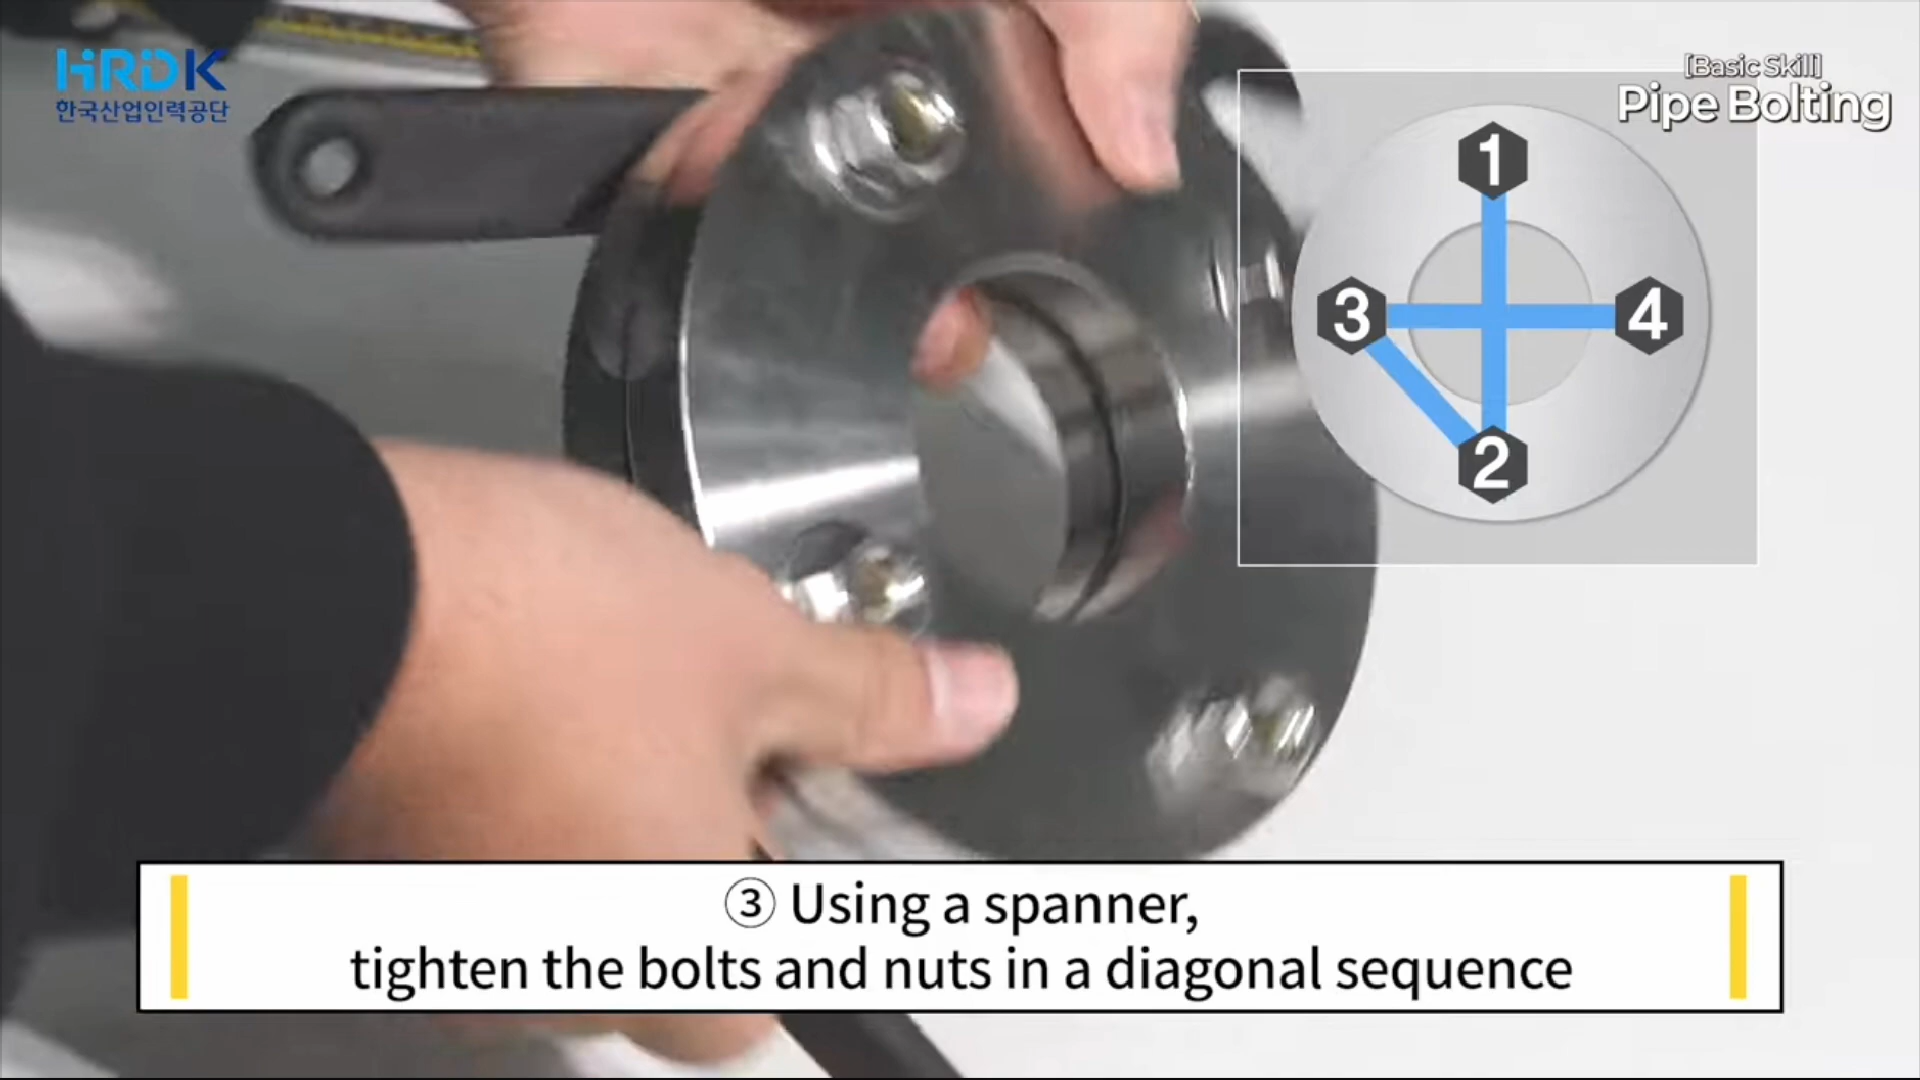 HRDK
한국산업인력공단
[Basic Skill]
Pipe Bolting
1
3
4
2
③ Using a spanner,
tighten the bolts and nuts in a diagonal sequence